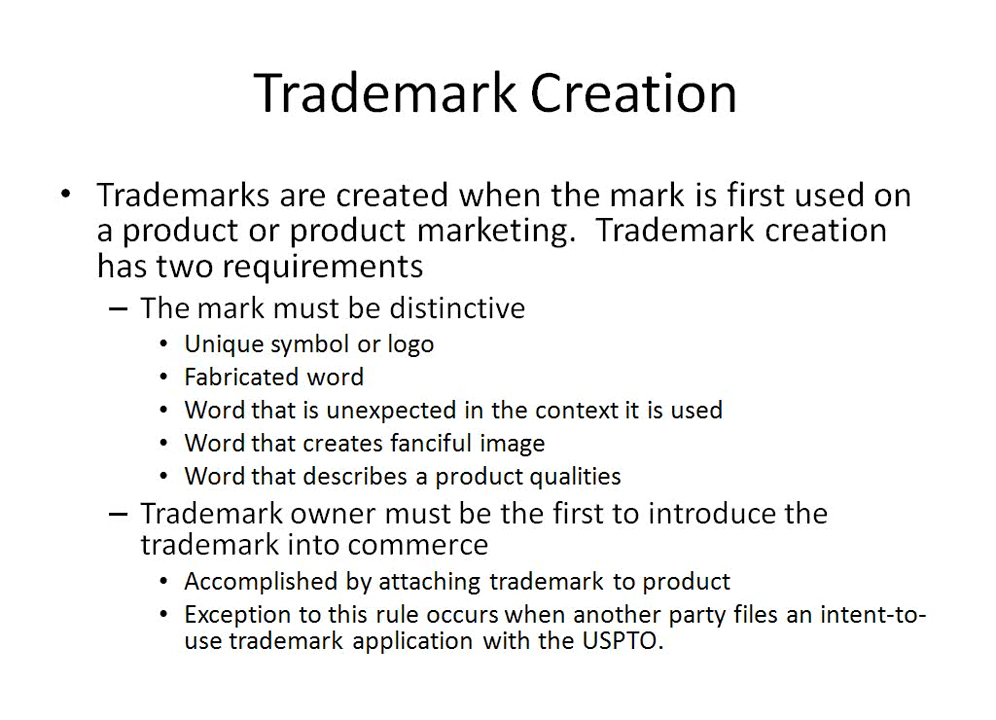 Trademark Creation
• Trademarks are created when the mark is first used on
a product or product marketing.  Trademark creation
has two requirements
– The mark must be distinctive
• Unique symbol or logo
• Fabricated word
• Word that is unexpected in the context it is used
• Word that creates fanciful image
• Word that describes a product qualities
– Trademark owner must be the first to introduce the
trademark into commerce
• Accomplished by attaching trademark to product
• Exception to this rule occurs when another party files an intent-to-
use trademark application with the USPTO.